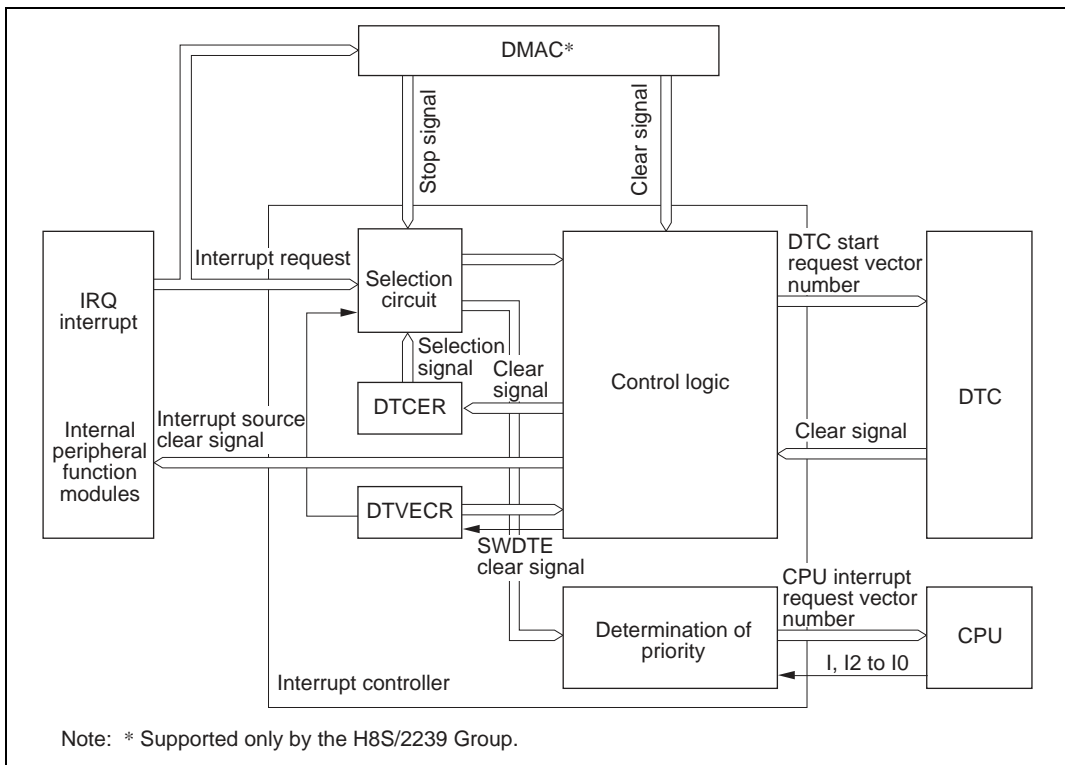 DMAC*
Stop signal
Clear signal
IRQ
interrupt
Internal
peripheral
function
modules
Interrupt request
Selection
circuit
Selection
signal
DTCER
Clear
signal
Interrupt source
clear signal
DTVECR
SWDTE
clear signal
Control logic
DTC start
request vector
number
DTC
Clear signal
Determination of
priority
CPU interrupt
request vector
number
CPU
I, I2 to I0
Interrupt controller
Note: * Supported only by the H8S/2239 Group.